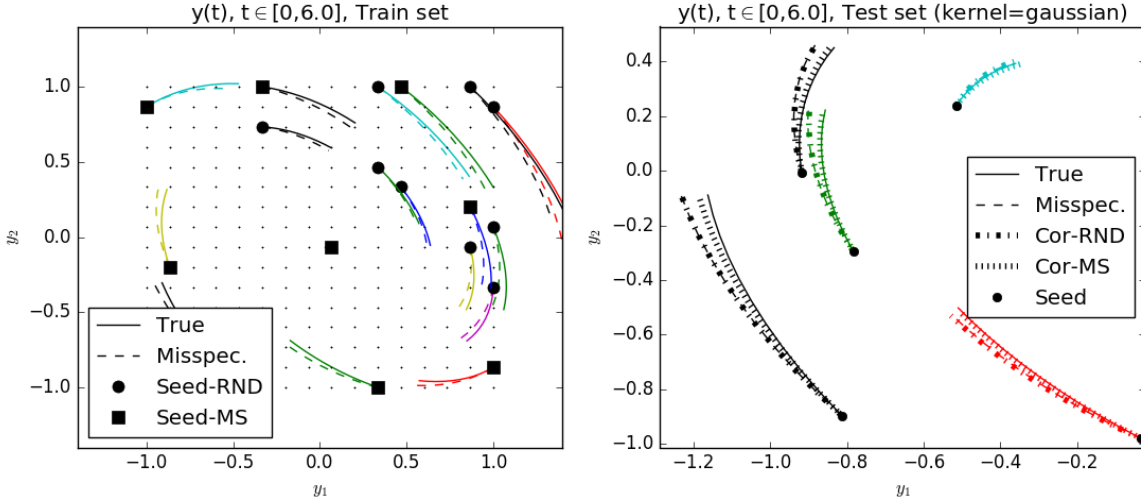 y(t), t∈[0,6.0], Train set
1.0
0.5
0.0
−0.5
−1.0
y₂
−1.0 −0.5 0.0 0.5 1.0
y₁
True
Misspec.
Seed-RND
Seed-MS
y(t), t∈[0,6.0], Test set (kernel=gaussian)
0.4
0.2
0.0
−0.2
−0.4
−0.6
−0.8
−1.0
y₂
−1.2 −1.0 −0.8 −0.6 −0.4 −0.2
y₁
True
Misspec.
Cor-RND
Cor-MS
Seed